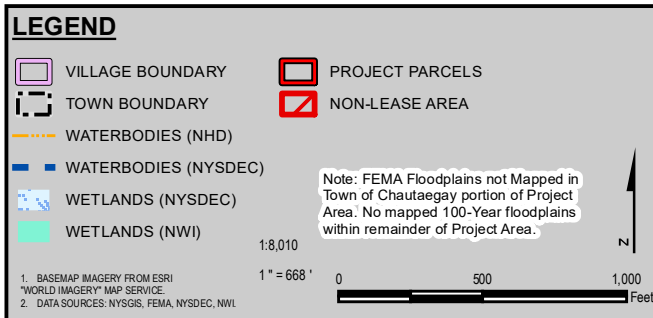 LEGEND
VILLAGE BOUNDARY
TOWN BOUNDARY
WATERBODIES (NHD)
WATERBODIES (NYSDEC)
WETLANDS (NYSDEC)
WETLANDS (NWI)
PROJECT PARCELS
NON-LEASE AREA
Note: FEMA Floodplains not Mapped in
Town of Chautaegay portion of Project
Area. No mapped 100-Year floodplains
within remainder of Project Area.
N
1:8,010
1 " = 668 '
0 500 1,000
Feet
1. BASEMAP IMAGERY FROM ESRI
"WORLD IMAGERY" MAP SERVICE.
2. DATA SOURCES: NYSGIS, FEMA, NYSDEC, NWI.